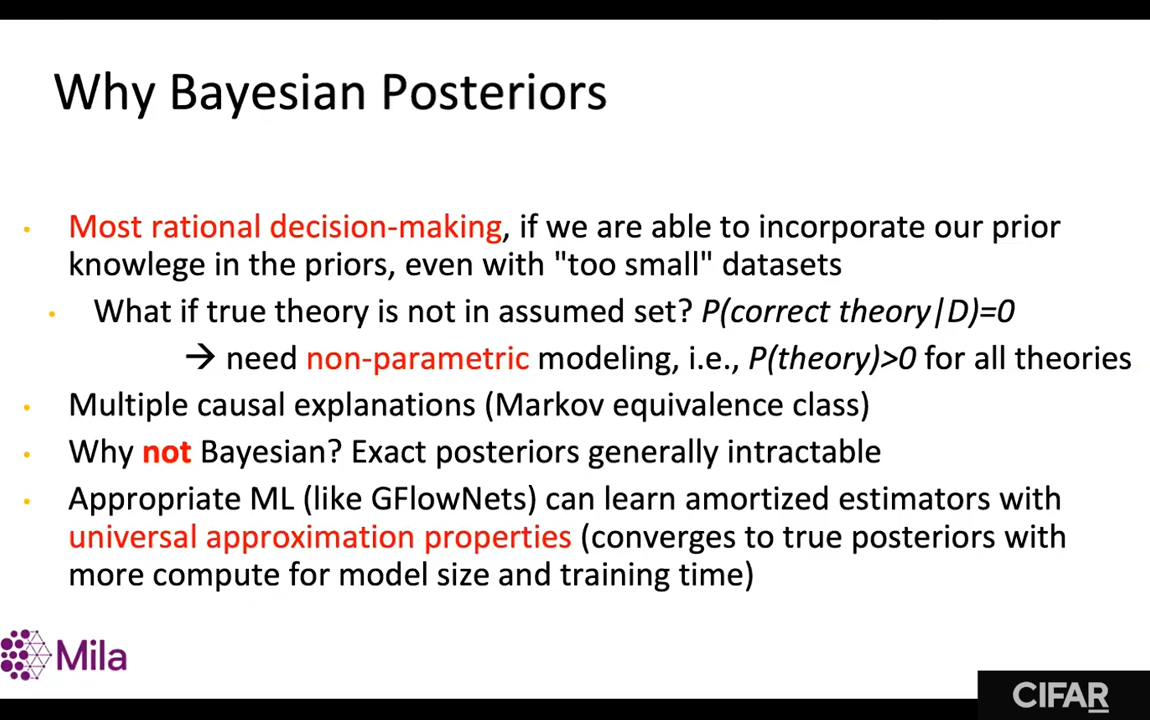 Why Bayesian Posteriors
• Most rational decision-making, if we are able to incorporate our prior
knowlege in the priors, even with "too small" datasets
• What if true theory is not in assumed set? P(correct theory|D)=0
→ need non-parametric modeling, i.e., P(theory)>0 for all theories
• Multiple causal explanations (Markov equivalence class)
• Why not Bayesian? Exact posteriors generally intractable
• Appropriate ML (like GFlowNets) can learn amortized estimators with
universal approximation properties (converges to true posteriors with
more compute for model size and training time)
Mila
CIFAR